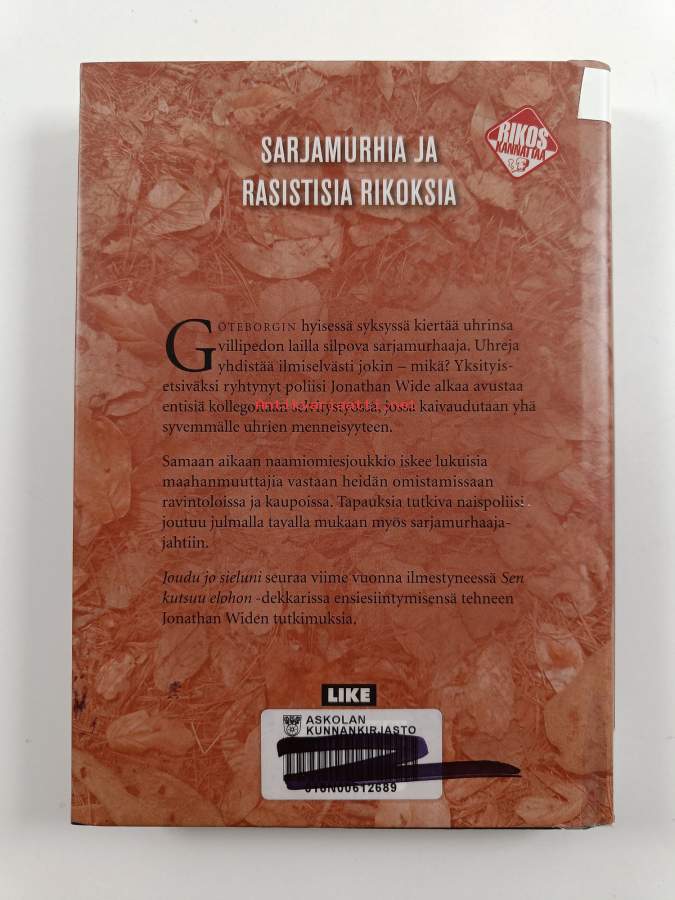 SARJAMURHIA JA
RASISTISIA RIKOKSIA
RIKOS
KANNATTAA
GÖTEBORGIN hyisessä syksyssä kiertää uhrinsa
villipedon lailla silpova sarjamurhaaja. Uhreja
yhdistää ilmiselvästi jokin – mikä? Yksityis-
etsiväksi ryhtynyt poliisi Jonathan Wide alkaa avustaa
entisiä kollegoitaan selvitystyössä, jossa kaivaudutaan yhä
syvemmälle uhrien menneisyyteen.
Samaan aikaan naamiomiesjoukkio iskee lukuisia
maahanmuuttajia vastaan heidän omistamissaan
ravintoloissa ja kaupoissa. Tapauksia tutkiva naispoliisi
joutuu julmalla tavalla mukaan myös sarjamurhaaja-
jahtiin.
Joudu jo sieluni seuraa viime vuonna ilmestyneessä Sen
kutsuu elohon -dekkarissa ensiesiintymisensä tehneen
Jonathan Widen tutkimuksia.
LIKE
ASKOLAN
KUNNANKIRJASTO
016N00612689